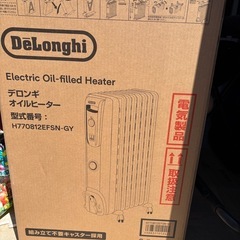 DeLonghi
Electric Oil-filled Heater
デロンギ
オイルヒーター
型式番号：
H770812EFSN-GY
電気製品
取扱注意
組み立て不要キャスター採用